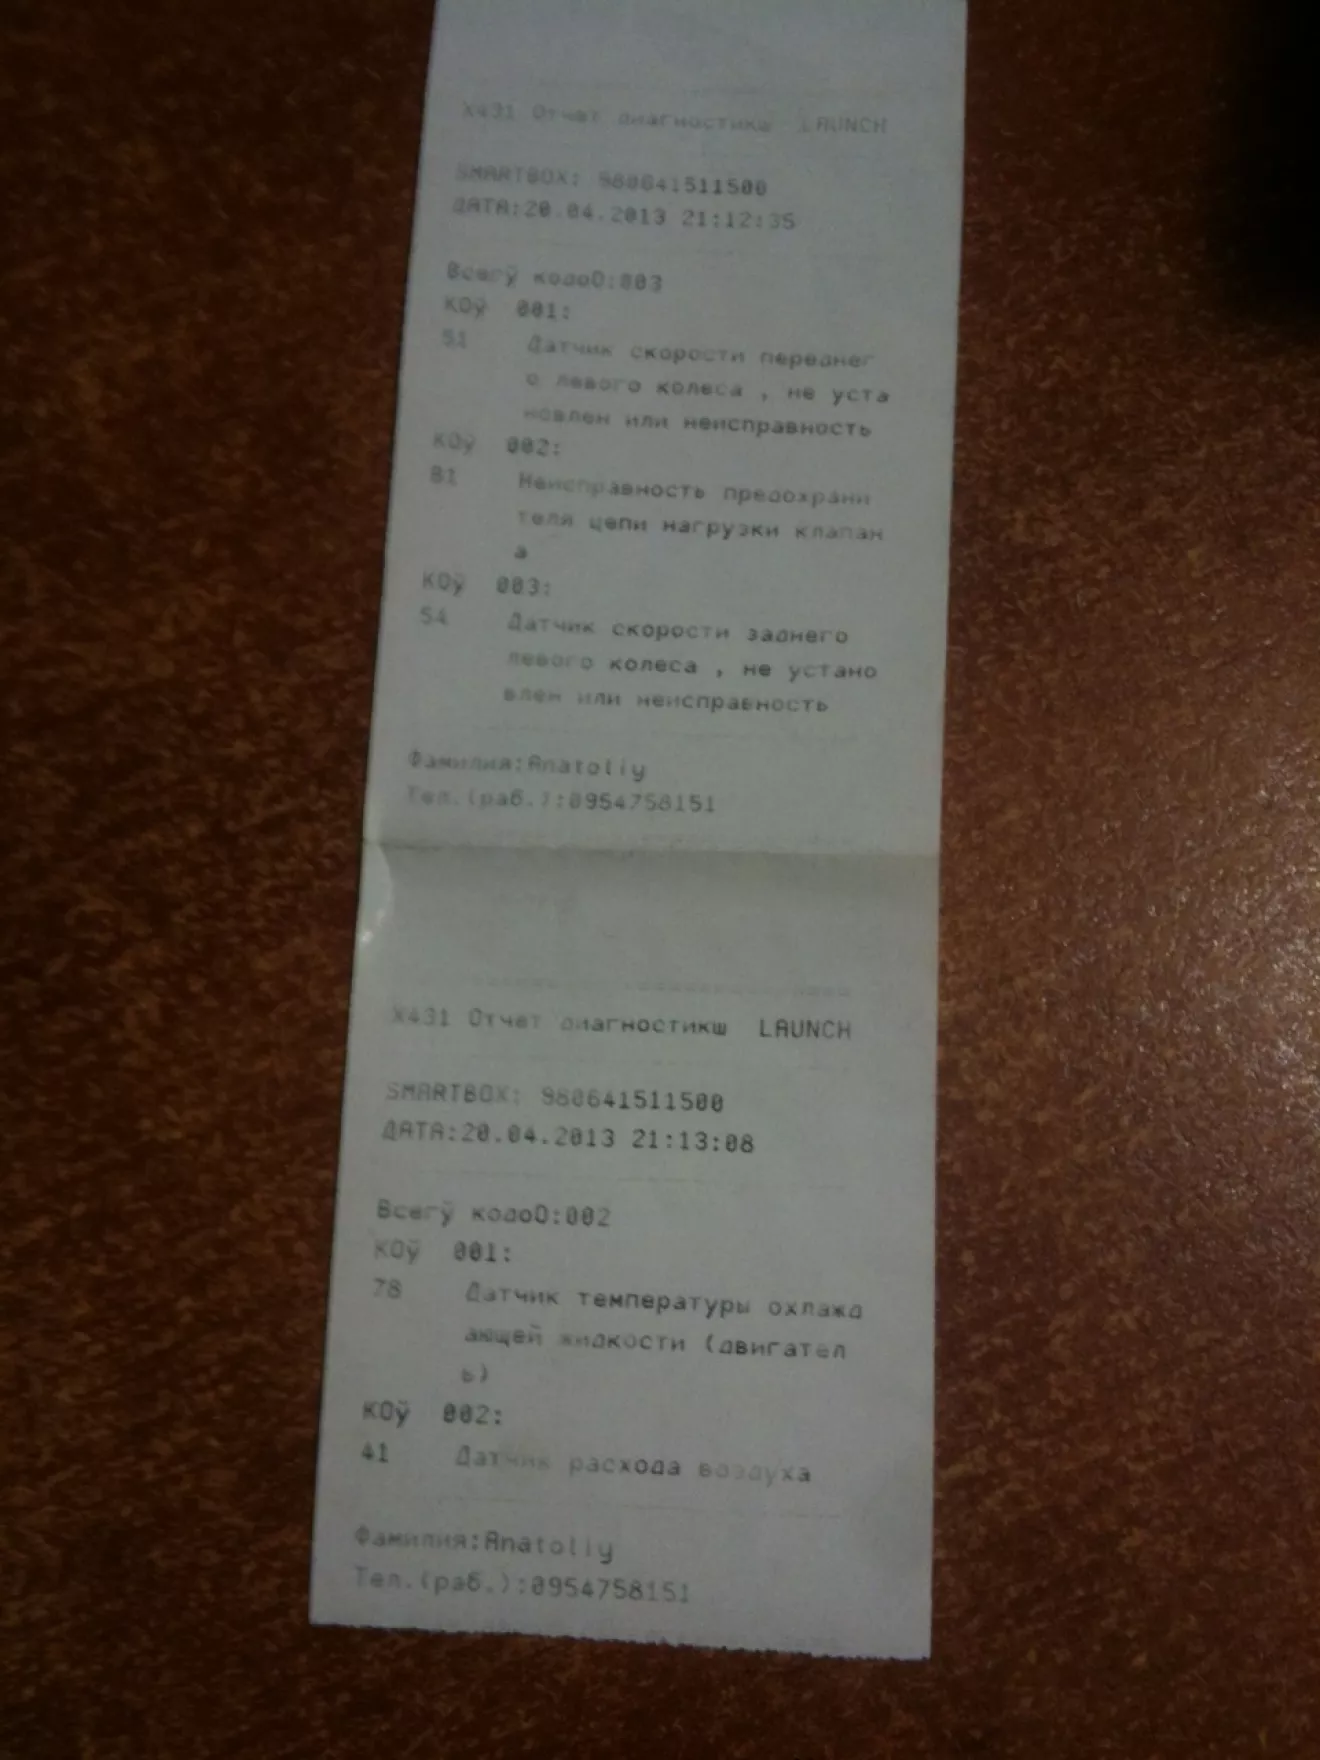 X431 Отчет диагностикш LAUNCH
SMARTBOX: 980641511500
ДАТА:20.04.2013 21:12:35
Всегў кодоО:003
КОў 001:
51 Датчик скорости переднег
о левого колеса , не уста
новлен или неисправность
КОў 002:
81 Неисправность предохрани
теля цепи нагрузки клапан
а
КОў 003:
54 Датчик скорости заднего
левого колеса , не устано
влен или неисправность
Фамилия:Anatoliy
Тел.(раб.):0954758151
X431 Отчет диагностикш LAUNCH
SMARTBOX: 980641511500
ДАТА:20.04.2013 21:13:08
Всегў кодоО:002
КОў 001:
78 Датчик температуры охлажд
ающей жидкости (двигател
ь)
КОў 002:
41 Датчик расхода воздуха
Фамилия:Anatoliy
Тел.(раб.):0954758151